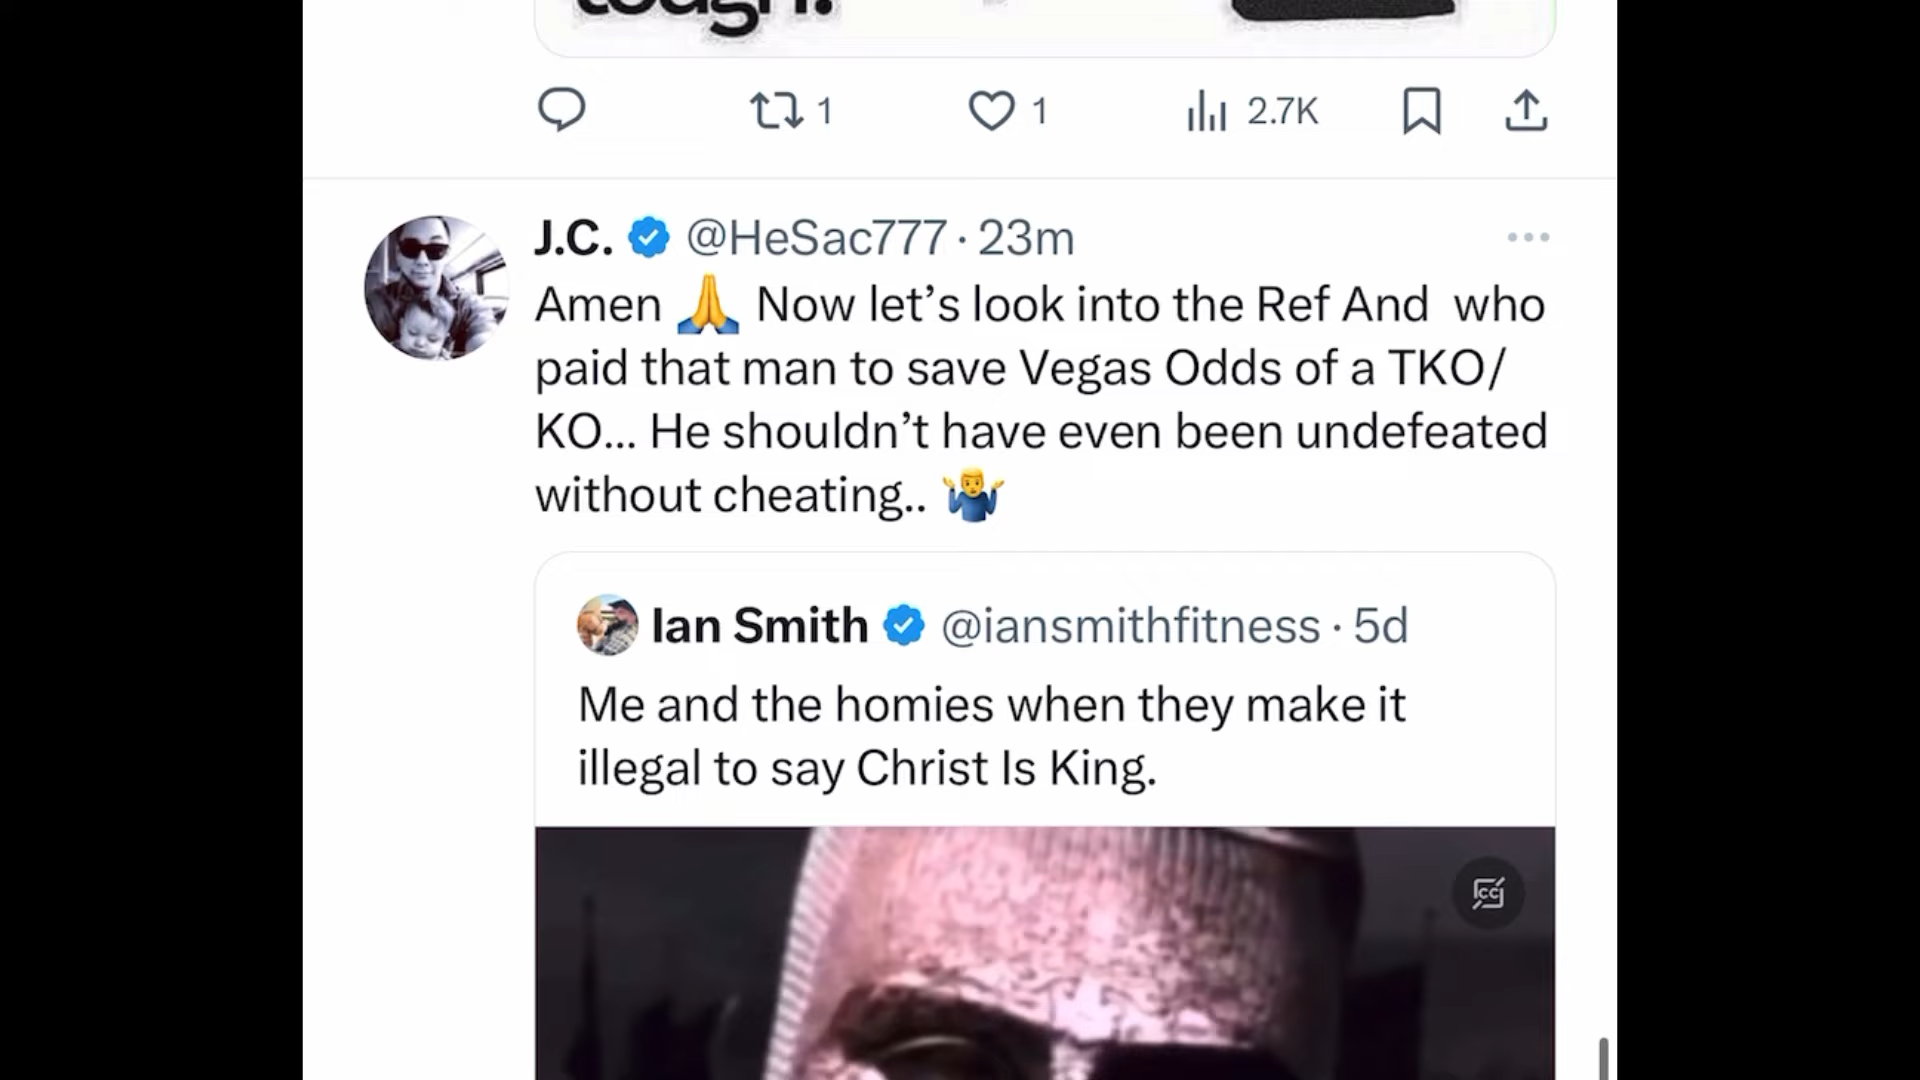 tough.
1
1
2.7K
J.C. @HeSac777 · 23m
Amen 🙏 Now let’s look into the Ref And  who
paid that man to save Vegas Odds of a TKO/
KO... He shouldn’t have even been undefeated
without cheating.. 🤷‍♂️
Ian Smith @iansmithfitness · 5d
Me and the homies when they make it
illegal to say Christ Is King.
CC